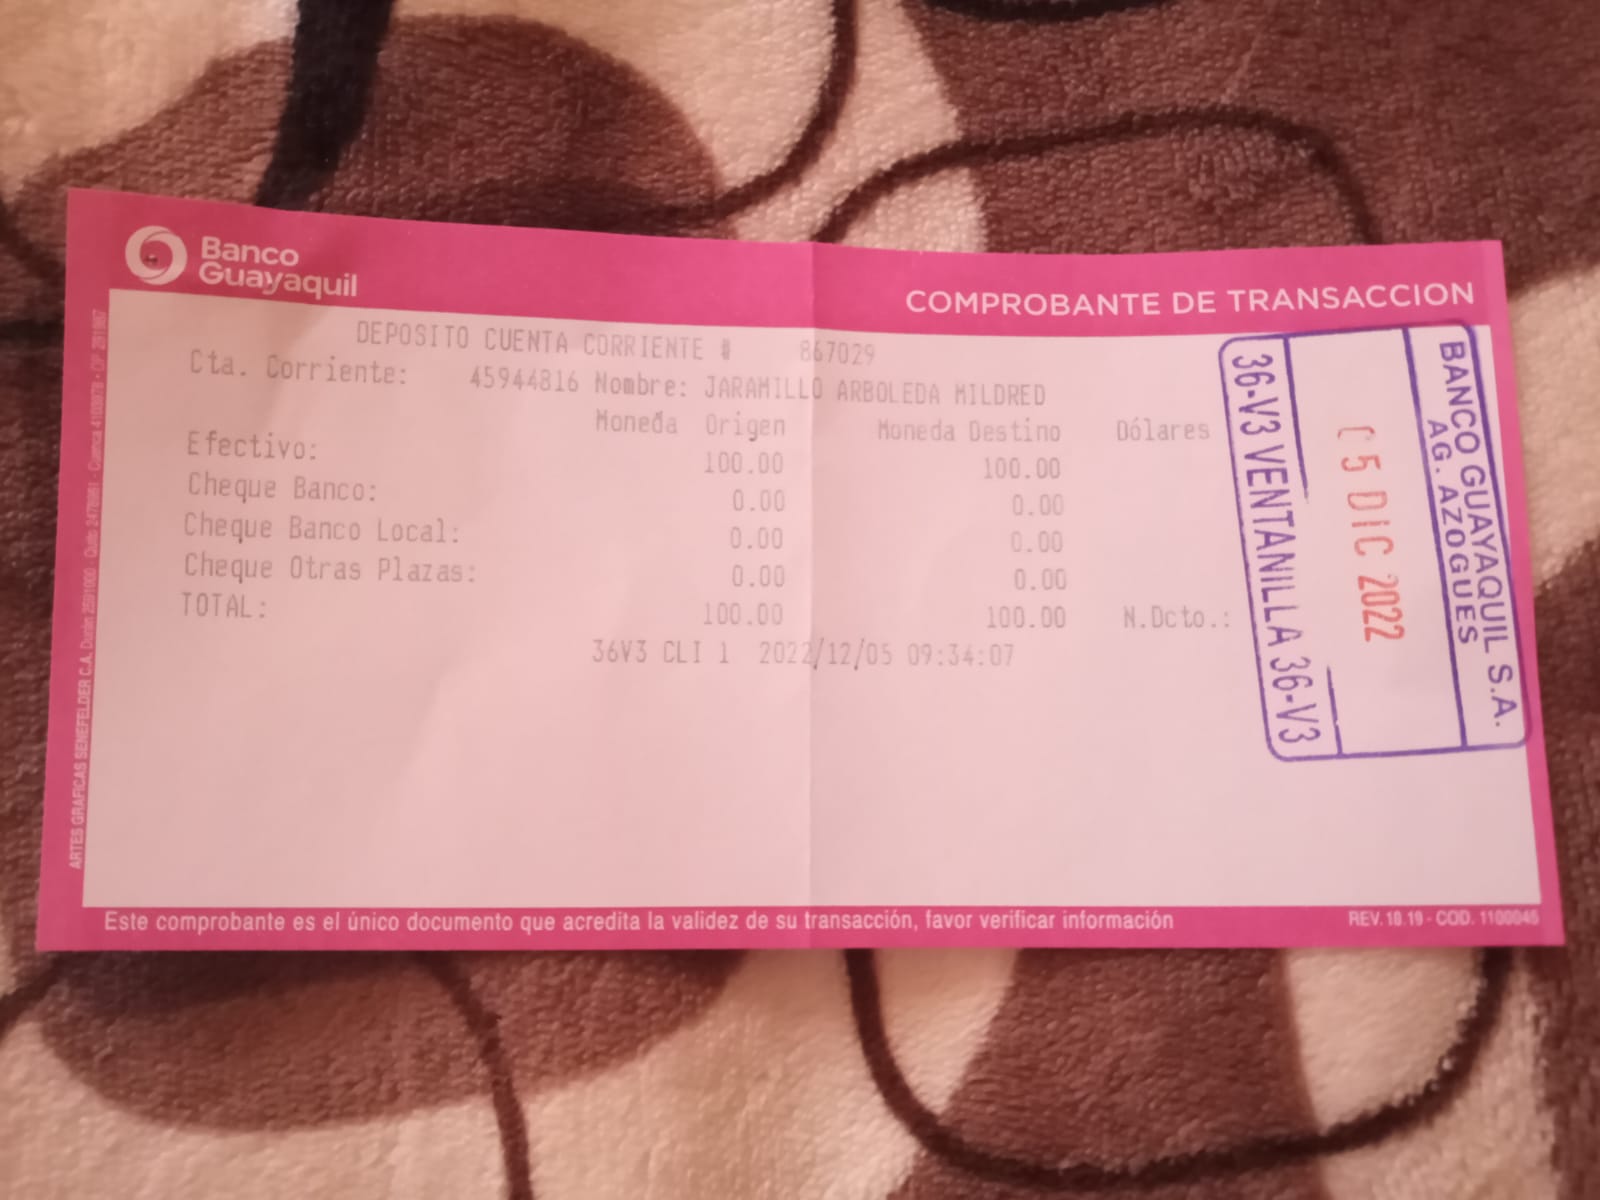 Banco
Guayaquil
COMPROBANTE DE TRANSACCION
DEPOSITO CUENTA CORRIENTE # 867029
Cta. Corriente: 45944816 Nombre: JARAMILLO ARBOLEDA MILDRED
Moneda Origen Moneda Destino Dólares
Efectivo: 100.00 100.00
Cheque Banco: 0.00 0.00
Cheque Banco Local: 0.00 0.00
Cheque Otras Plazas: 0.00 0.00
TOTAL: 100.00 100.00 N.Dcto.:
36V3 CLI 1 2022/12/05 09:34:07
BANCO GUAYAQUIL S.A.
AG. AZOGUES
05 DIC 2022
36-V3 VENTANILLA 36-V3
ARTES GRAFICAS SENEFELDER C.A. Durán
Este comprobante es el único documento que acredita la validez de su transacción, favor verificar información
REV. 10.19 - COD. 1100045